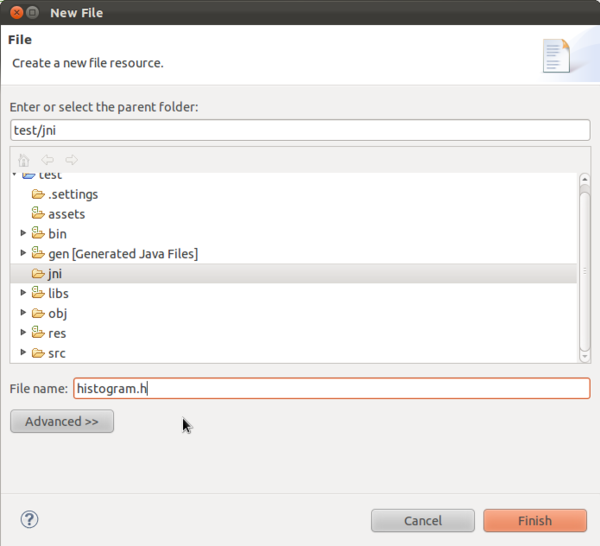 New File
File
Create a new file resource.
Enter or select the parent folder:
test/jni
test
.settings
assets
bin
gen [Generated Java Files]
jni
libs
obj
res
src
File name: histogram.h
Advanced >>
?
Cancel Finish